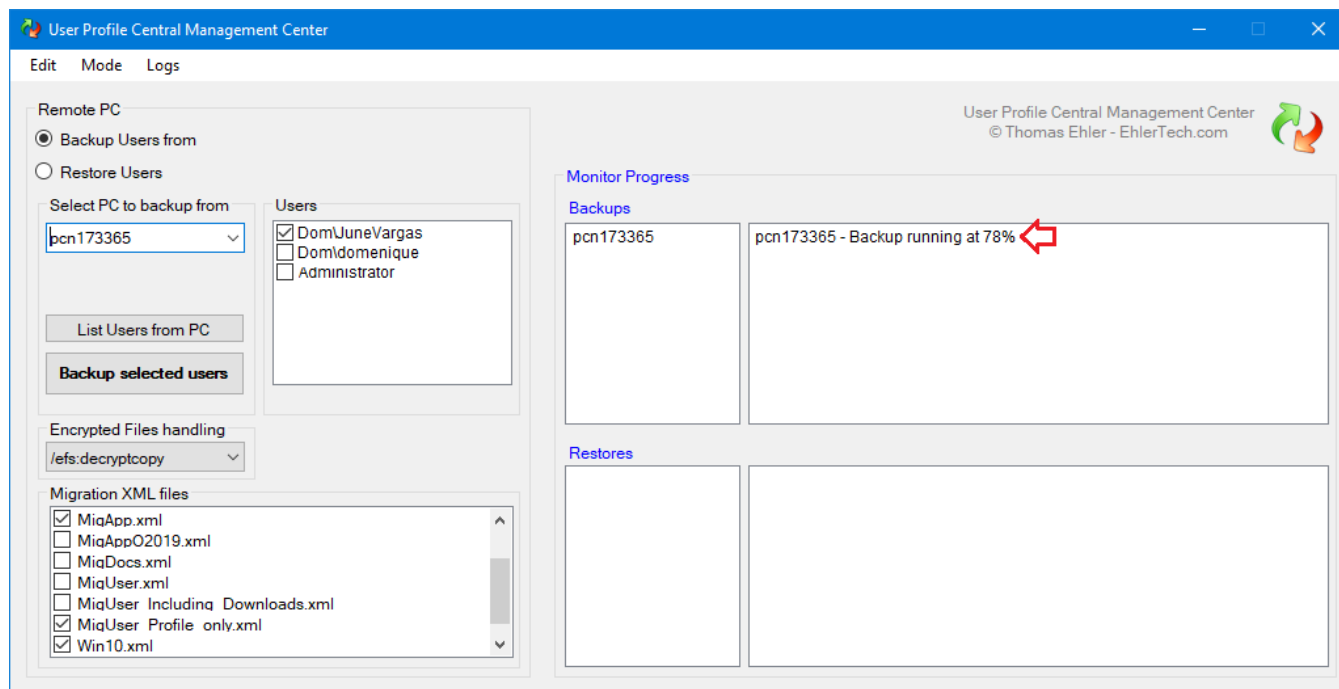 User Profile Central Management Center
Edit Mode Logs
Remote PC
Backup Users from
Restore Users
Select PC to backup from
pcn173365
List Users from PC
Backup selected users
Users
Dom\JuneVargas
Dom\domenique
Administrator
Encrypted Files handling
/efs:decryptcopy
Migration XML files
MigApp.xml
MigAppO2019.xml
MigDocs.xml
MigUser.xml
MigUser_Including_Downloads.xml
MigUser_Profile_only.xml
Win10.xml
User Profile Central Management Center
© Thomas Ehler - EhlerTech.com
Monitor Progress
Backups
pcn173365
pcn173365 - Backup running at 78%
Restores